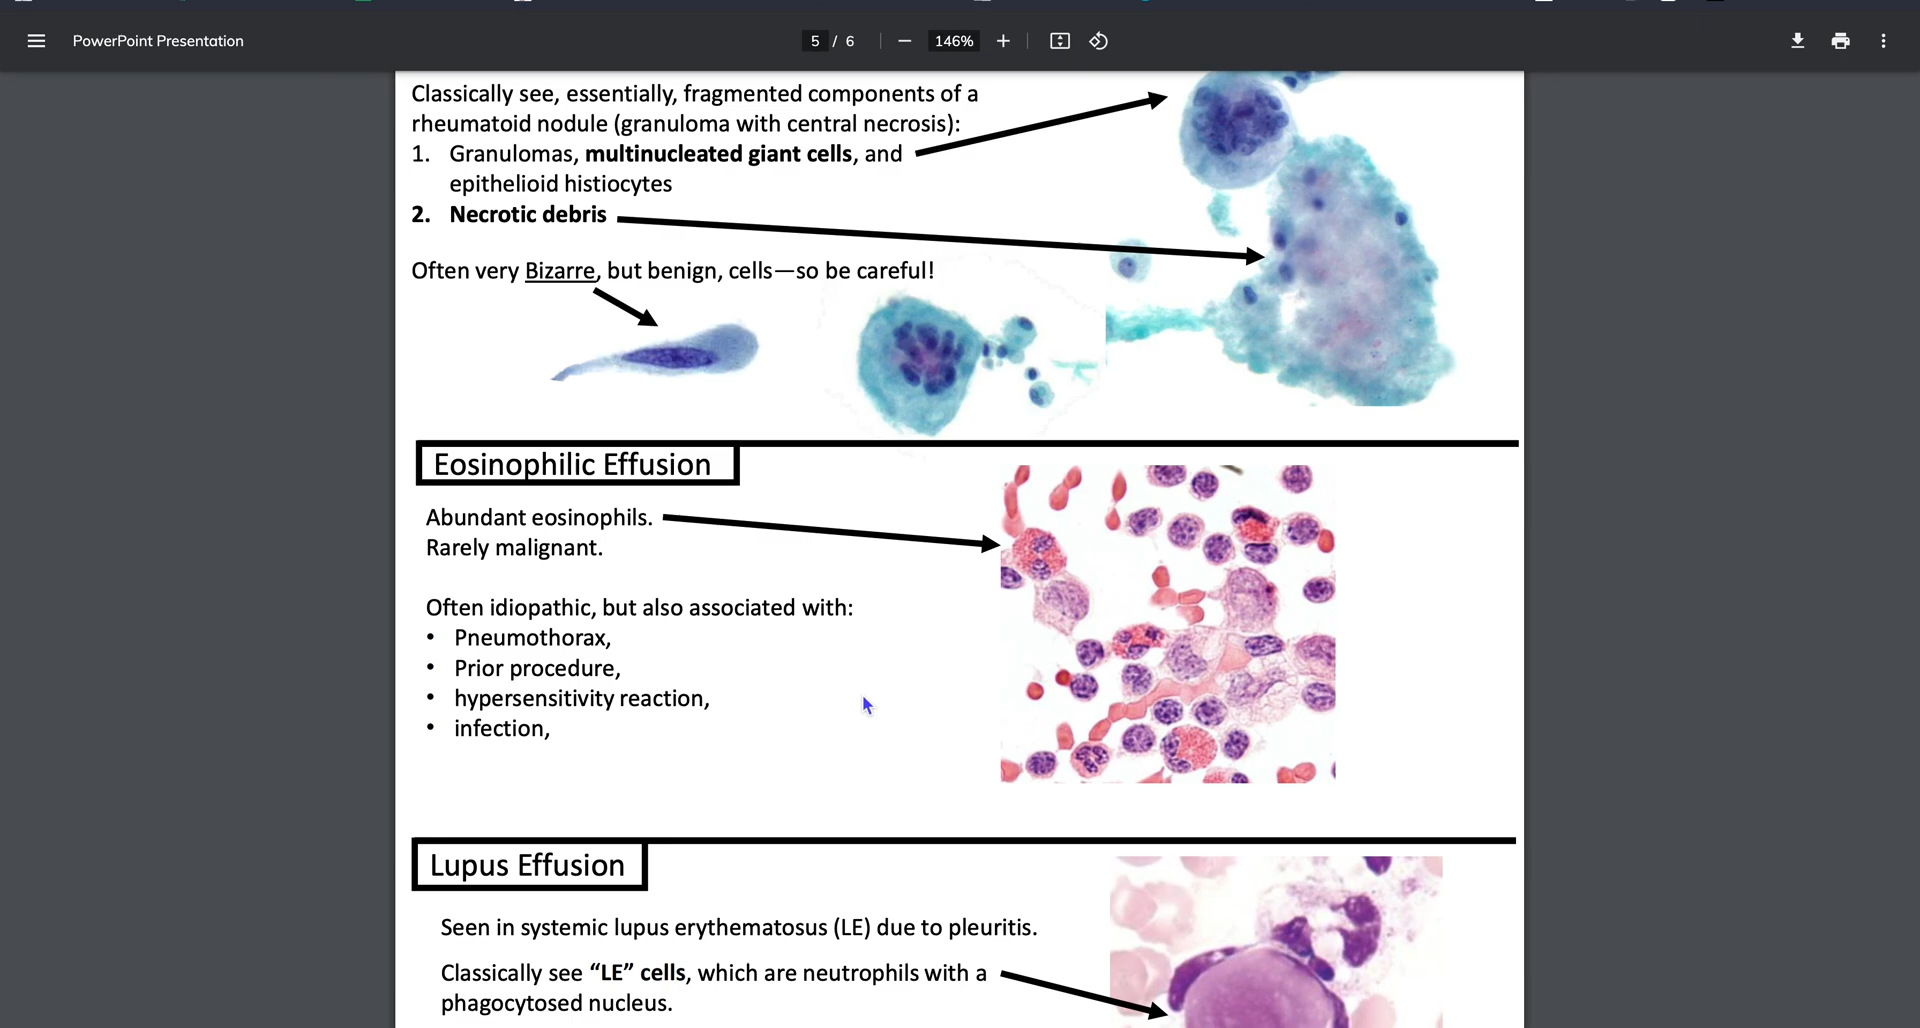 PowerPoint Presentation
5 / 6
146%
Classically see, essentially, fragmented components of a
rheumatoid nodule (granuloma with central necrosis):
1. Granulomas, multinucleated giant cells, and
epithelioid histiocytes
2. Necrotic debris
Often very Bizarre, but benign, cells—so be careful!
Eosinophilic Effusion
Abundant eosinophils.
Rarely malignant.
Often idiopathic, but also associated with:
• Pneumothorax,
• Prior procedure,
• hypersensitivity reaction,
• infection,
Lupus Effusion
Seen in systemic lupus erythematosus (LE) due to pleuritis.
Classically see “LE” cells, which are neutrophils with a
phagocytosed nucleus.